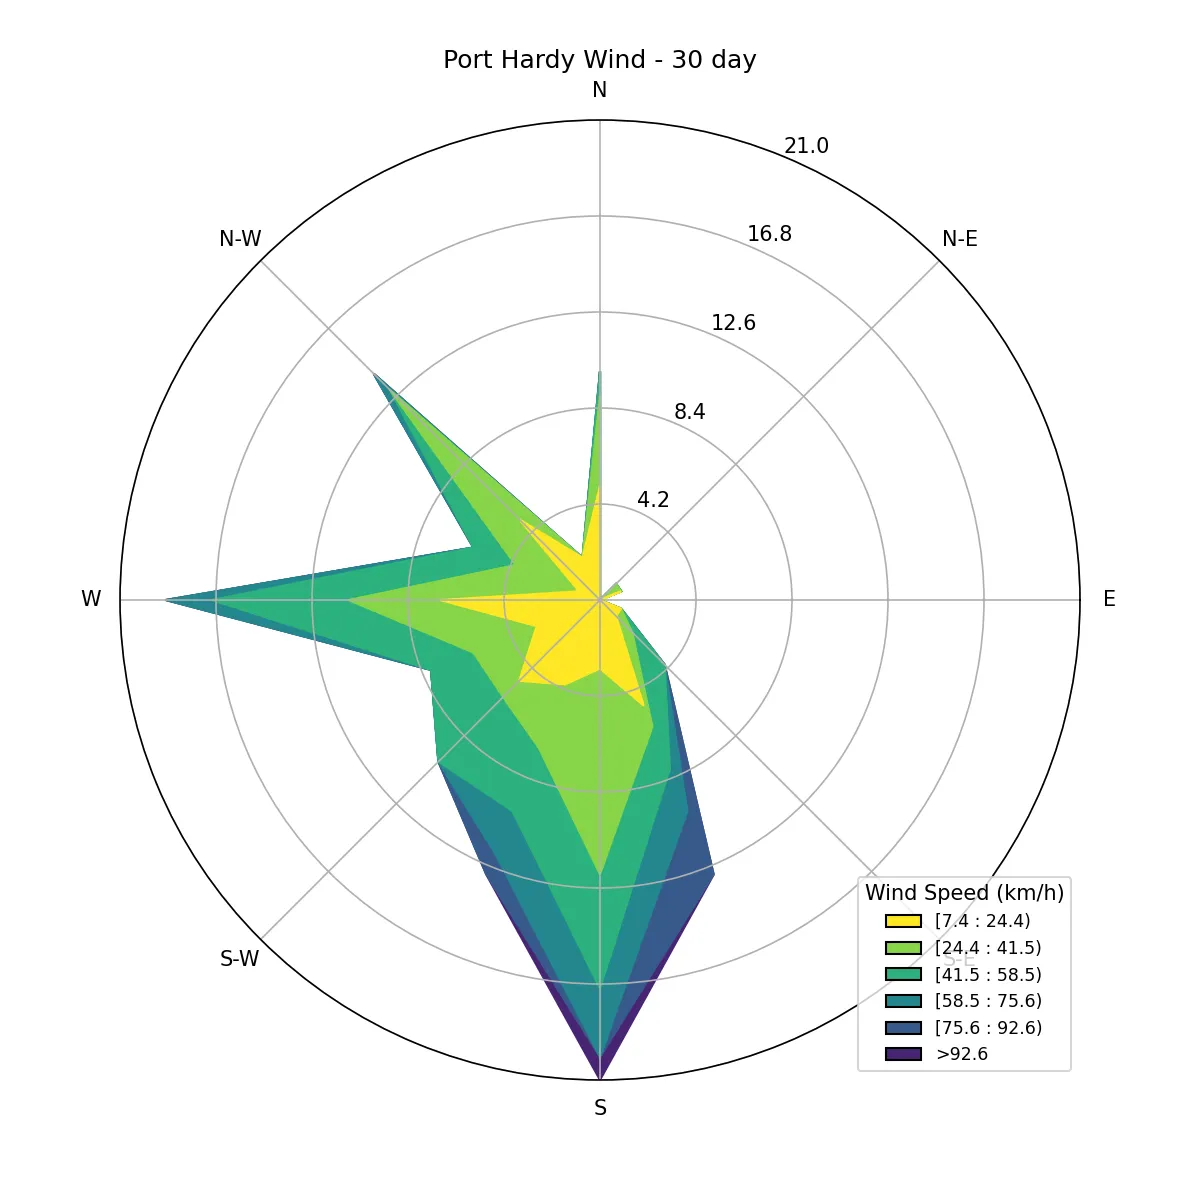 Port Hardy Wind - 30 day
N
21.0
N-W
16.8
N-E
12.6
8.4
4.2
W
E
Wind Speed (km/h)
[7.4 : 24.4)
[24.4 : 41.5)
[41.5 : 58.5)
[58.5 : 75.6)
[75.6 : 92.6)
>92.6
S-W
S-E
S